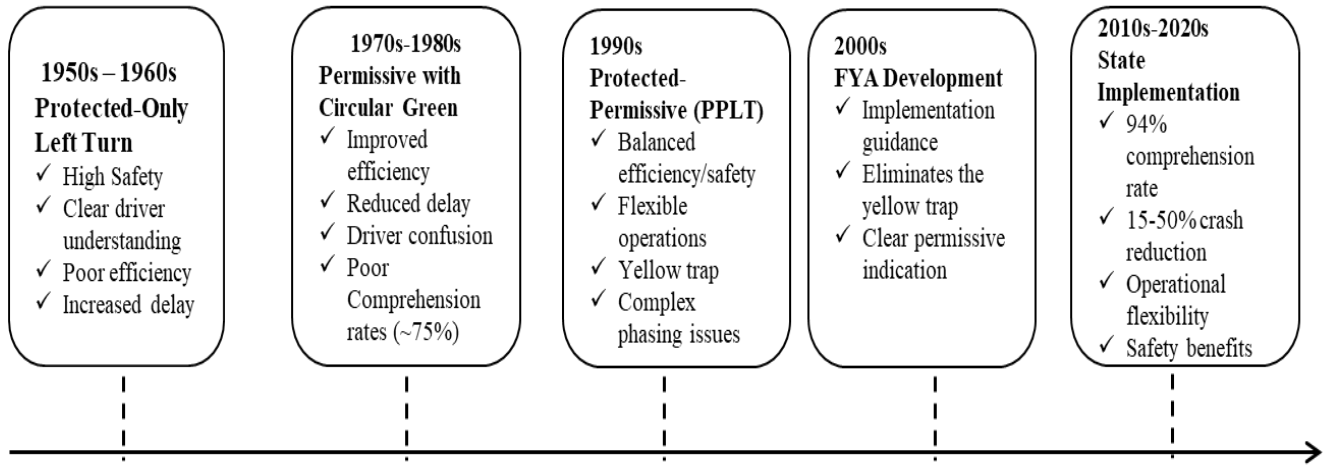 1950s – 1960s
Protected-Only
Left Turn
✓ High Safety
✓ Clear driver
understanding
✓ Poor efficiency
✓ Increased delay
1970s-1980s
Permissive with
Circular Green
✓ Improved
efficiency
✓ Reduced delay
✓ Driver confusion
✓ Poor
Comprehension
rates (~75%)
1990s
Protected-
Permissive (PPLT)
✓ Balanced
efficiency/safety
✓ Flexible
operations
✓ Yellow trap
✓ Complex
phasing issues
2000s
FYA Development
✓ Implementation
guidance
✓ Eliminates the
yellow trap
✓ Clear permissive
indication
2010s-2020s
State
Implementation
✓ 94%
comprehension
rate
✓ 15-50% crash
reduction
✓ Operational
flexibility
✓ Safety benefits